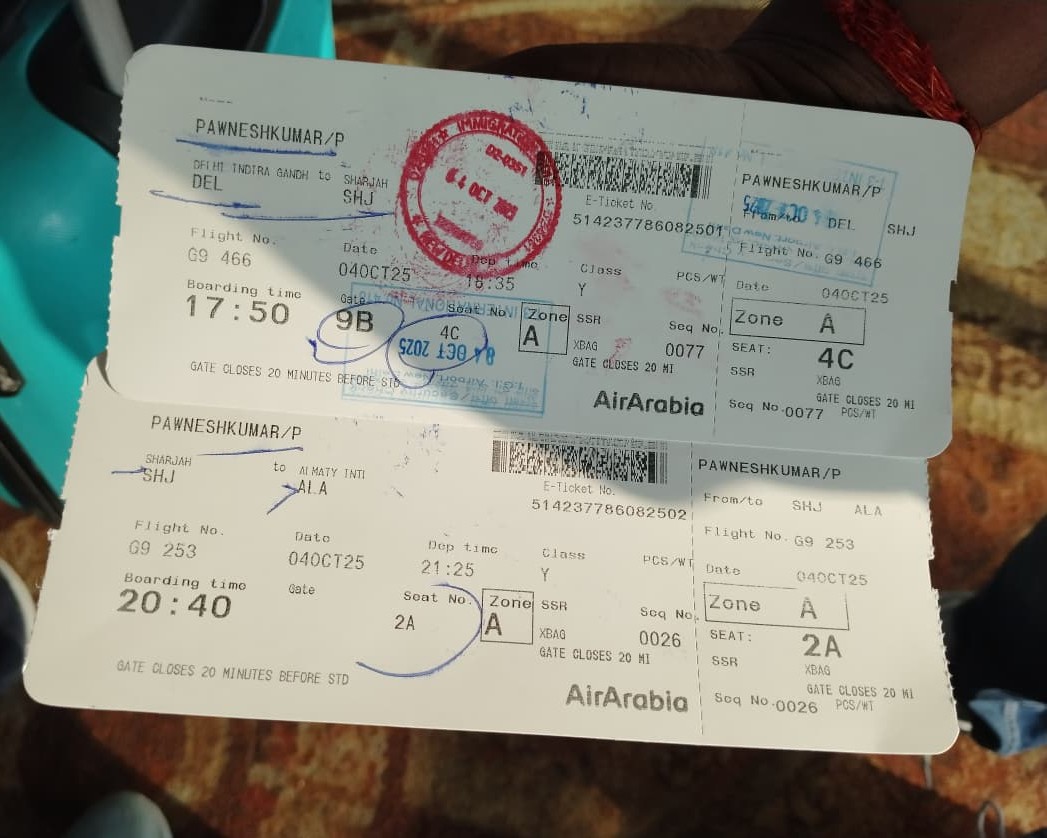 PAWNESHKUMAR/P
DELHI INDIRA GANDH to SHARJAH
DEL SHJ
Flight No. Date Dep time Class PCS/WT
G9 466 04OCT25 18:35 Y
Boarding time Gate Seat No Zone SSR Seq No.
17:50 9B 4C A XBAG 0077
GATE CLOSES 20 MI
GATE CLOSES 20 MINUTES BEFORE STD
AirArabia
E-Ticket No
514237786082501
IMMIGRATION
04 OCT 2025
04 OCT 2025
PAWNESHKUMAR/P
From/to DEL SHJ
Flight No. G9 466
Date 04OCT25
Zone A
SEAT: 4C
SSR XBAG
GATE CLOSES 20 MI
Seq No.0077 PCS/WT
PAWNESHKUMAR/P
SHARJAH to ALMATY INTL
SHJ ALA
Flight No. Date Dep time Class PCS/WT
G9 253 04OCT25 21:25 Y
Boarding time Gate Seat No. Zone SSR Seq No.
20:40 2A A XBAG 0026
GATE CLOSES 20 MI
GATE CLOSES 20 MINUTES BEFORE STD
AirArabia
E-Ticket No.
514237786082502
PAWNESHKUMAR/P
From/to SHJ ALA
Flight No. G9 253
Date 04OCT25
Zone A
SEAT: 2A
SSR XBAG
GATE CLOSES 20 MI
Seq No.0026 PCS/WT